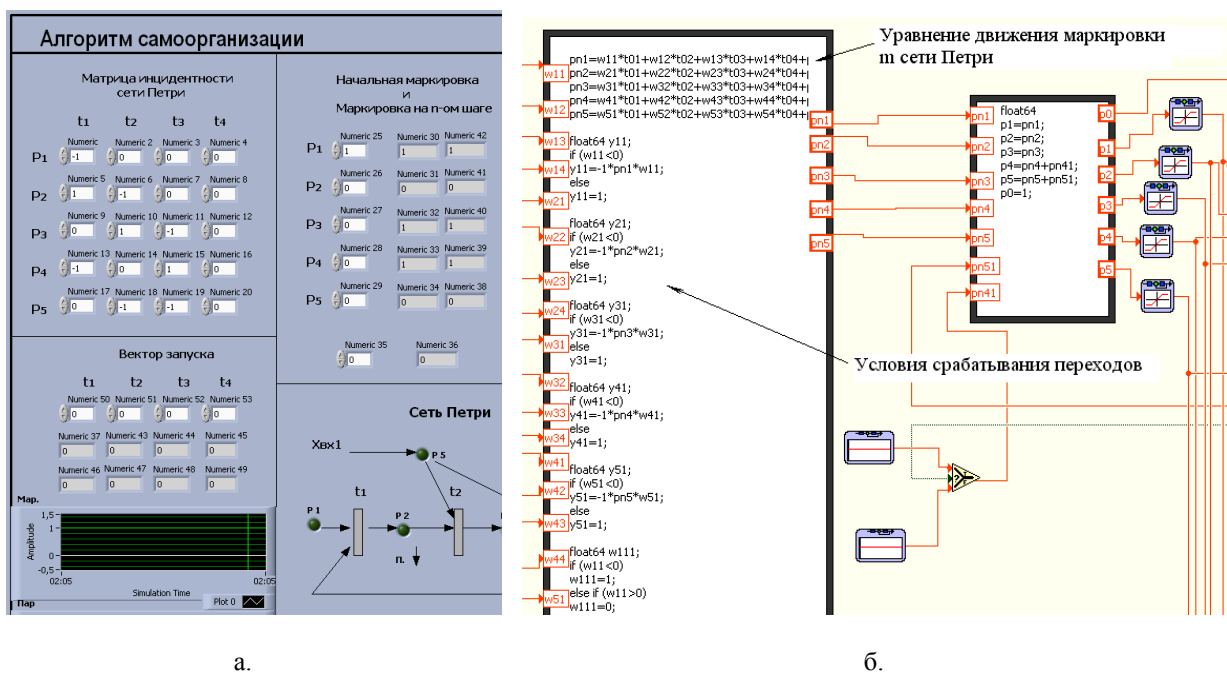 Алгоритм самоорганизации
Матрица инцидентности
сети Петри
t1 t2 t3 t4
Numeric Numeric 2 Numeric 3 Numeric 4
P1 -1 0 0 0
Numeric 5 Numeric 6 Numeric 7 Numeric 8
P2 1 -1 0 0
Numeric 9 Numeric 10 Numeric 11 Numeric 12
P3 0 1 -1 0
Numeric 13 Numeric 14 Numeric 15 Numeric 16
P4 -1 0 1 0
Numeric 17 Numeric 18 Numeric 19 Numeric 20
P5 0 -1 -1 0
Начальная маркировка
и
Маркировка на n-ом шаге
Numeric 25 Numeric 30 Numeric 42
P1 1 1 1
Numeric 26 Numeric 31 Numeric 41
P2 0 0 0
Numeric 27 Numeric 32 Numeric 40
P3 0 1 1
Numeric 28 Numeric 33 Numeric 39
P4 0 1 1
Numeric 29 Numeric 34 Numeric 38
P5 0 0 0
Numeric 35 Numeric 36
0 0
Вектор запуска
t1 t2 t3 t4
Numeric 50 Numeric 51 Numeric 52 Numeric 53
0 0 0 0
Numeric 37 Numeric 43 Numeric 44 Numeric 45
0 0 0 0
Numeric 46 Numeric 47 Numeric 48 Numeric 49
0 0 0 0
Мар.
Amplitude
1,5
1
0
-0,5
02:05 02:05
Simulation Time
Plot 0
Пар
Сеть Петри
Xвх1
P 5
t1 t2
P 1 P 2
п.
а.
pn1=w11*t01+w12*t02+w13*t03+w14*t04+
pn2=w21*t01+w22*t02+w23*t03+w24*t04+
pn3=w31*t01+w32*t02+w33*t03+w34*t04+
pn4=w41*t01+w42*t02+w43*t03+w44*t04+
pn5=w51*t01+w52*t02+w53*t03+w54*t04+
float64 y11;
if (w11<0)
y11=-1*pn1*w11;
else
y11=1;
float64 y21;
if (w21<0)
y21=-1*pn2*w21;
else
y21=1;
float64 y31;
if (w31<0)
y31=-1*pn3*w31;
else
y31=1;
float64 y41;
if (w41<0)
y41=-1*pn4*w41;
else
y41=1;
float64 y51;
if (w51<0)
y51=-1*pn5*w51;
else
y51=1;
float64 w111;
if (w11<0)
w111=1;
else if (w11>0)
w111=0;
w11
w12
w13
w14
w21
w22
w23
w24
w31
w32
w33
w34
w41
w42
w43
w44
w51
pn1
pn2
pn3
pn4
pn5
Уравнение движения маркировки
m сети Петри
pn1
pn2
pn3
pn4
pn5
pn51
pn41
float64
p1=pn1;
p2=pn2;
p3=pn3;
p4=pn4+pn41;
p5=pn5+pn51;
p0=1;
p0
p1
p2
p3
p4
p5
Условия срабатывания переходов
б.